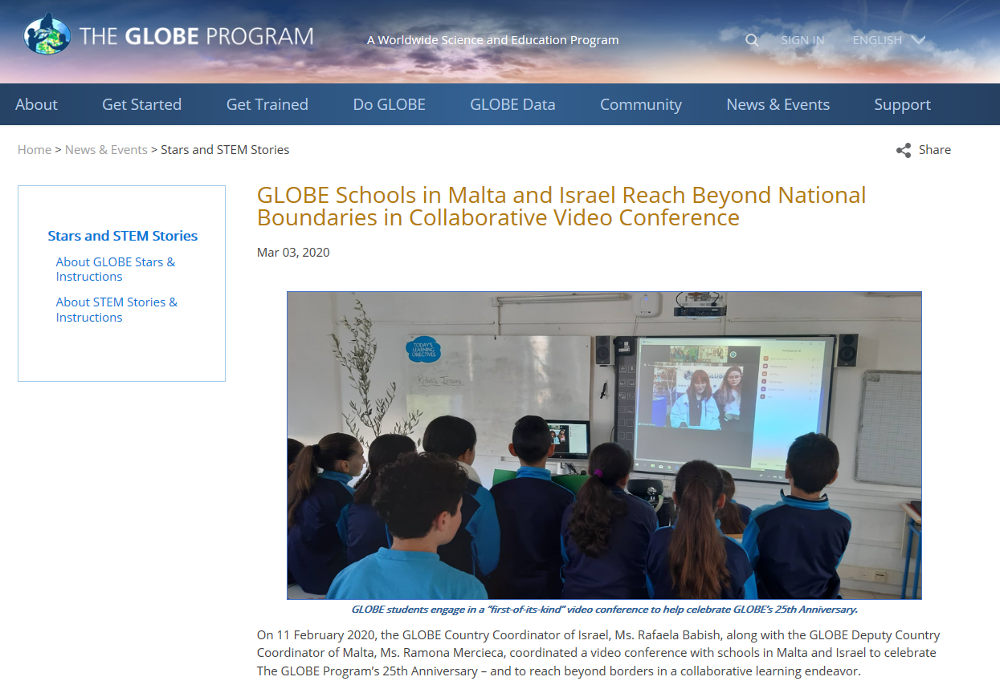 THE GLOBE PROGRAM
A Worldwide Science and Education Program
SIGN IN
ENGLISH
About
Get Started
Get Trained
Do GLOBE
GLOBE Data
Community
News & Events
Support
Home > News & Events > Stars and STEM Stories
Share
Stars and STEM Stories
About GLOBE Stars &
Instructions
About STEM Stories &
Instructions
GLOBE Schools in Malta and Israel Reach Beyond National
Boundaries in Collaborative Video Conference
Mar 03, 2020
TODAY'S
LEARNING
OBJECTIVES
GLOBE students engage in a “first-of-its-kind” video conference to help celebrate GLOBE’s 25th Anniversary.
On 11 February 2020, the GLOBE Country Coordinator of Israel, Ms. Rafaela Babish, along with the GLOBE Deputy Country
Coordinator of Malta, Ms. Ramona Mercieca, coordinated a video conference with schools in Malta and Israel to celebrate
The GLOBE Program’s 25th Anniversary – and to reach beyond borders in a collaborative learning endeavor.